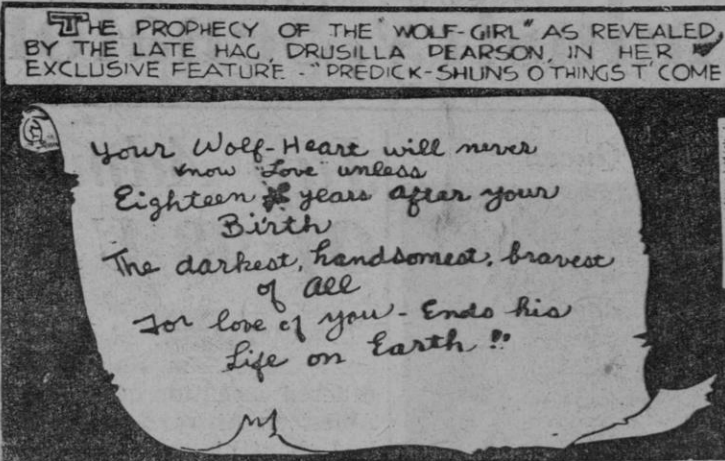 THE PROPHECY OF THE "WOLF-GIRL" AS REVEALED,
BY THE LATE HAG, DRUSILLA PEARSON, IN HER
EXCLUSIVE FEATURE - "PREDICK-SHUNS O THINGS T' COME
Your Wolf-Heart will never
know "Love" unless
Eighteen years after your
Birth
The darkest, handsomest, bravest
of all
For love of you - Ends his
Life on Earth!!